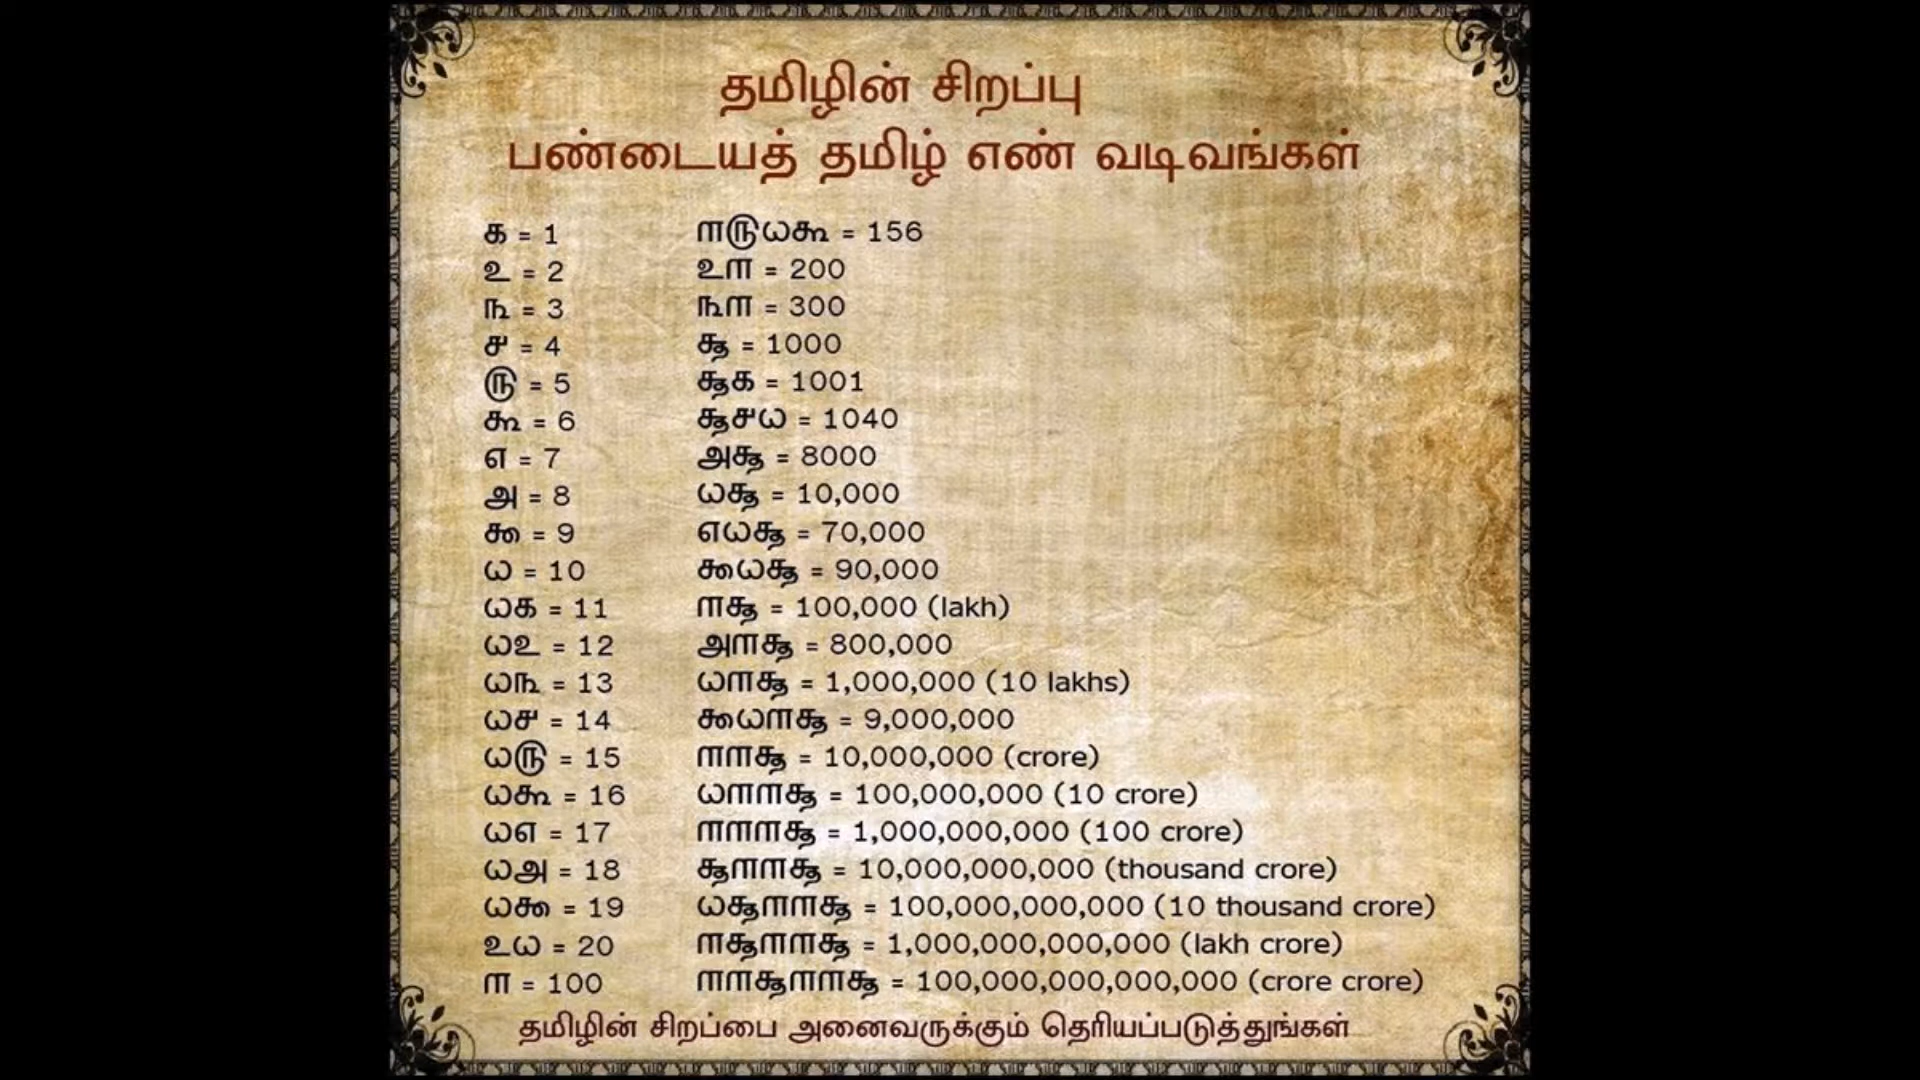 தமிழின் சிறப்பு
பண்டையத் தமிழ் எண் வடிவங்கள்
௧ = 1
௨ = 2
௩ = 3
௪ = 4
௫ = 5
௬ = 6
௭ = 7
௮ = 8
௯ = 9
௰ = 10
௰௧ = 11
௰௨ = 12
௰௩ = 13
௰௪ = 14
௰௫ = 15
௰௬ = 16
௰௭ = 17
௰௮ = 18
௰௯ = 19
௨௰ = 20
௱ = 100
௱௫௰௬ = 156
௨௱ = 200
௩௱ = 300
௲ = 1000
௲௧ = 1001
௲௪௰ = 1040
௮௲ = 8000
௰௲ = 10,000
௭௰௲ = 70,000
௯௰௲ = 90,000
௱௲ = 100,000 (lakh)
௮௱௲ = 800,000
௰௱௲ = 1,000,000 (10 lakhs)
௯௰௱௲ = 9,000,000
௱௱௲ = 10,000,000 (crore)
௰௱௱௲ = 100,000,000 (10 crore)
௱௱௱௲ = 1,000,000,000 (100 crore)
௲௱௱௲ = 10,000,000,000 (thousand crore)
௰௲௱௱௲ = 100,000,000,000 (10 thousand crore)
௱௲௱௱௲ = 1,000,000,000,000 (lakh crore)
௱௱௲௱௱௲ = 100,000,000,000,000 (crore crore)
தமிழின் சிறப்பை அனைவருக்கும் தெரியப்படுத்துங்கள்